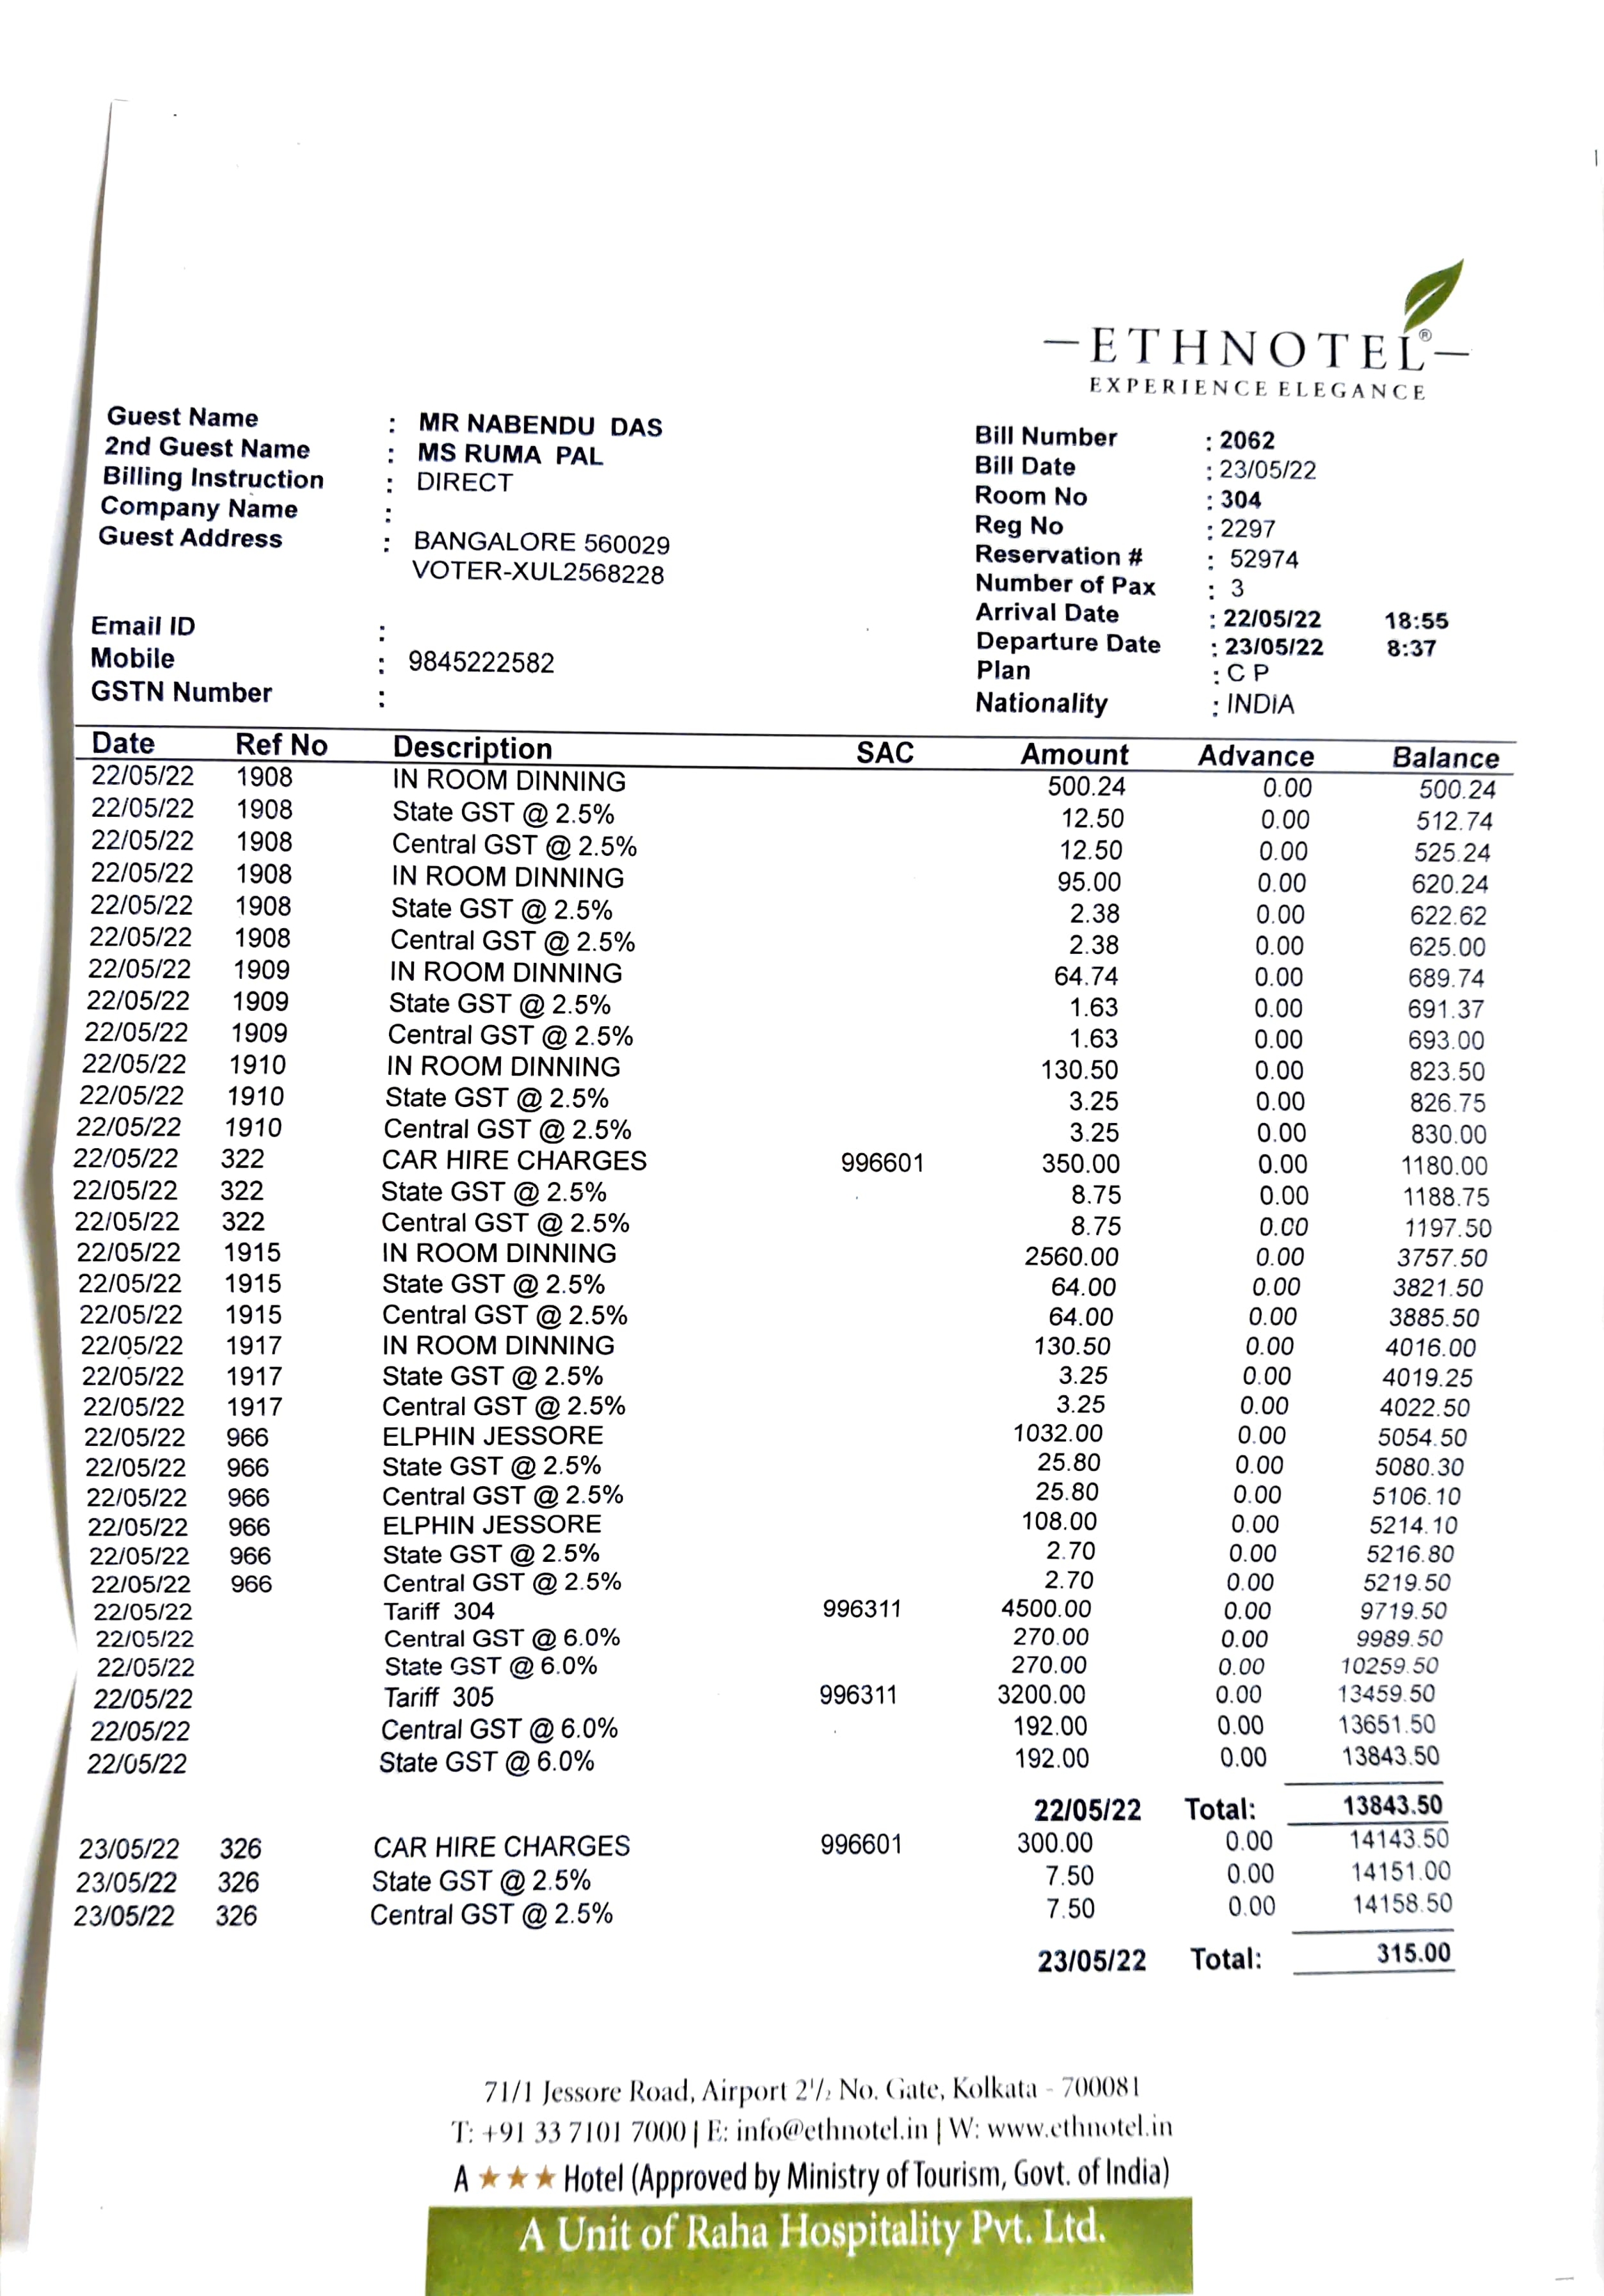 ETHNOTEL®
EXPERIENCE ELEGANCE
Guest Name : MR NABENDU DAS
2nd Guest Name : MS RUMA PAL
Billing Instruction : DIRECT
Company Name :
Guest Address : BANGALORE 560029
VOTER-XUL2568228
Email ID :
Mobile : 9845222582
GSTN Number :
Bill Number : 2062
Bill Date : 23/05/22
Room No : 304
Reg No : 2297
Reservation # : 52974
Number of Pax : 3
Arrival Date : 22/05/22 18:55
Departure Date : 23/05/22 8:37
Plan : C P
Nationality : INDIA
Date Ref No Description SAC Amount Advance Balance
22/05/22 1908 IN ROOM DINNING 500.24 0.00 500.24
22/05/22 1908 State GST @ 2.5% 12.50 0.00 512.74
22/05/22 1908 Central GST @ 2.5% 12.50 0.00 525.24
22/05/22 1908 IN ROOM DINNING 95.00 0.00 620.24
22/05/22 1908 State GST @ 2.5% 2.38 0.00 622.62
22/05/22 1908 Central GST @ 2.5% 2.38 0.00 625.00
22/05/22 1909 IN ROOM DINNING 64.74 0.00 689.74
22/05/22 1909 State GST @ 2.5% 1.63 0.00 691.37
22/05/22 1909 Central GST @ 2.5% 1.63 0.00 693.00
22/05/22 1910 IN ROOM DINNING 130.50 0.00 823.50
22/05/22 1910 State GST @ 2.5% 3.25 0.00 826.75
22/05/22 1910 Central GST @ 2.5% 3.25 0.00 830.00
22/05/22 322 CAR HIRE CHARGES 996601 350.00 0.00 1180.00
22/05/22 322 State GST @ 2.5% 8.75 0.00 1188.75
22/05/22 322 Central GST @ 2.5% 8.75 0.00 1197.50
22/05/22 1915 IN ROOM DINNING 2560.00 0.00 3757.50
22/05/22 1915 State GST @ 2.5% 64.00 0.00 3821.50
22/05/22 1915 Central GST @ 2.5% 64.00 0.00 3885.50
22/05/22 1917 IN ROOM DINNING 130.50 0.00 4016.00
22/05/22 1917 State GST @ 2.5% 3.25 0.00 4019.25
22/05/22 1917 Central GST @ 2.5% 3.25 0.00 4022.50
22/05/22 966 ELPHIN JESSORE 1032.00 0.00 5054.50
22/05/22 966 State GST @ 2.5% 25.80 0.00 5080.30
22/05/22 966 Central GST @ 2.5% 25.80 0.00 5106.10
22/05/22 966 ELPHIN JESSORE 108.00 0.00 5214.10
22/05/22 966 State GST @ 2.5% 2.70 0.00 5216.80
22/05/22 966 Central GST @ 2.5% 2.70 0.00 5219.50
22/05/22 Tariff 304 996311 4500.00 0.00 9719.50
22/05/22 Central GST @ 6.0% 270.00 0.00 9989.50
22/05/22 State GST @ 6.0% 270.00 0.00 10259.50
22/05/22 Tariff 305 996311 3200.00 0.00 13459.50
22/05/22 Central GST @ 6.0% 192.00 0.00 13651.50
22/05/22 State GST @ 6.0% 192.00 0.00 13843.50
22/05/22 Total: 13843.50
23/05/22 326 CAR HIRE CHARGES 996601 300.00 0.00 14143.50
23/05/22 326 State GST @ 2.5% 7.50 0.00 14151.00
23/05/22 326 Central GST @ 2.5% 7.50 0.00 14158.50
23/05/22 Total: 315.00
71/1 Jessore Road, Airport 2½ No. Gate, Kolkata - 700081
T: +91 33 7101 7000 | E: info@ethnotel.in | W: www.ethnotel.in
A ★★★ Hotel (Approved by Ministry of Tourism, Govt. of India)
A Unit of Raha Hospitality Pvt. Ltd.